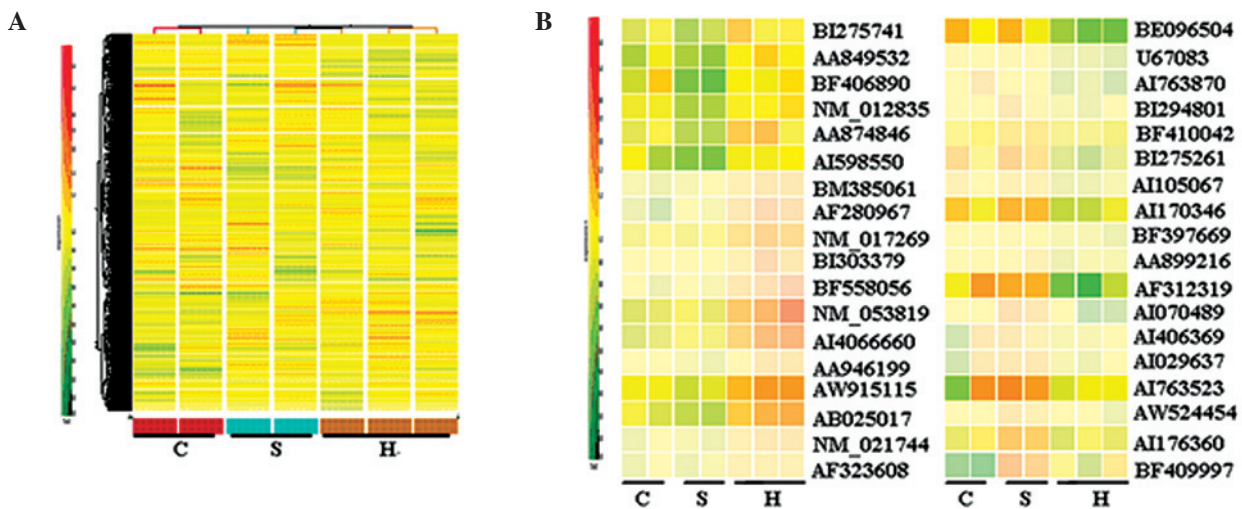 A
C
S
H
B
BI275741
AA849532
BF406890
NM_012835
AA874846
AI598550
BM385061
AF280967
NM_017269
BI303379
BF558056
NM_053819
AI4066660
AA946199
AW915115
AB025017
NM_021744
AF323608
C
S
H
BE096504
U67083
AI763870
BI294801
BF410042
BI275261
AI105067
AI170346
BF397669
AA899216
AF312319
AI070489
AI406369
AI029637
AI763523
AW524454
AI176360
BF409997
C
S
H